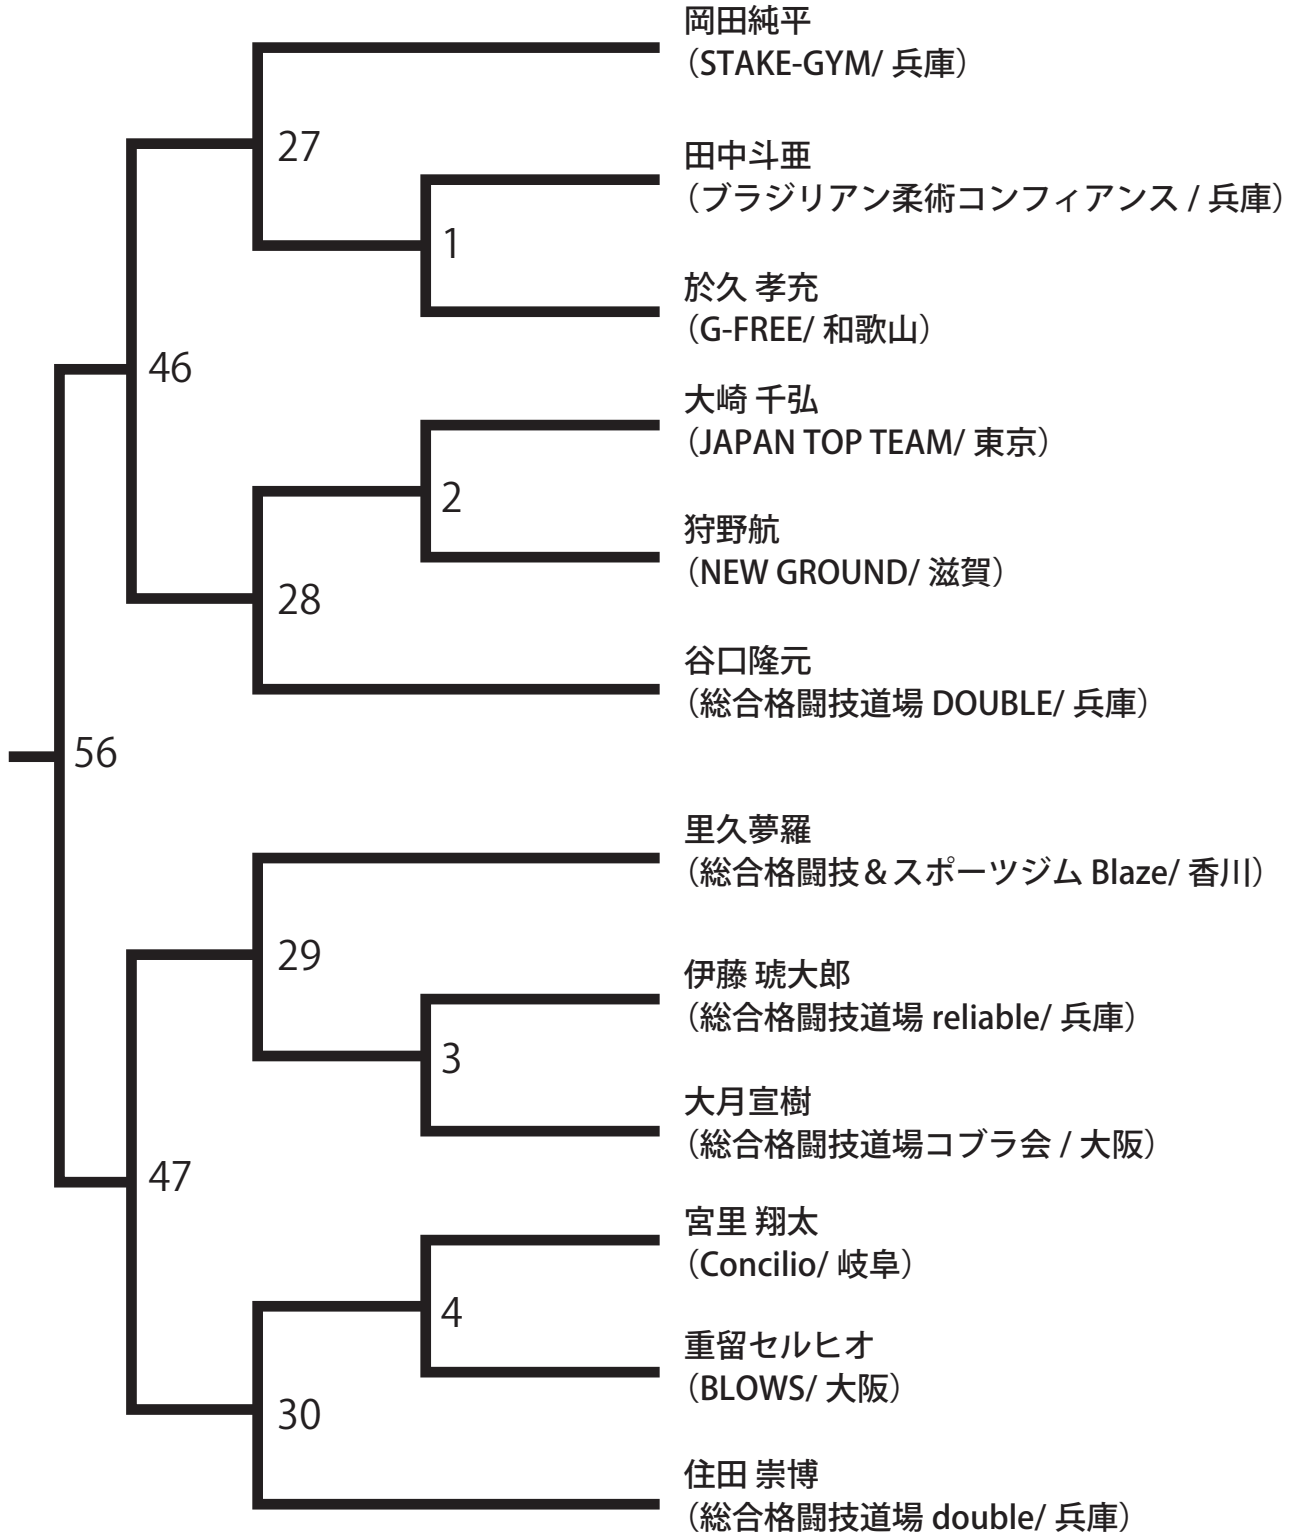 岡田純平
（STAKE-GYM/ 兵庫）
27
田中斗亜
（ブラジリアン柔術コンフィアンス / 兵庫）
1
於久 孝充
（G-FREE/ 和歌山）
46
大崎 千弘
（JAPAN TOP TEAM/ 東京）
2
狩野航
（NEW GROUND/ 滋賀）
28
谷口隆元
（総合格闘技道場 DOUBLE/ 兵庫）
56
里久夢羅
（総合格闘技＆スポーツジム Blaze/ 香川）
29
伊藤 琥大郎
（総合格闘技道場 reliable/ 兵庫）
3
大月宣樹
（総合格闘技道場コブラ会 / 大阪）
47
宮里 翔太
（Concilio/ 岐阜）
4
重留セルヒオ
（BLOWS/ 大阪）
30
住田 崇博
（総合格闘技道場 double/ 兵庫）